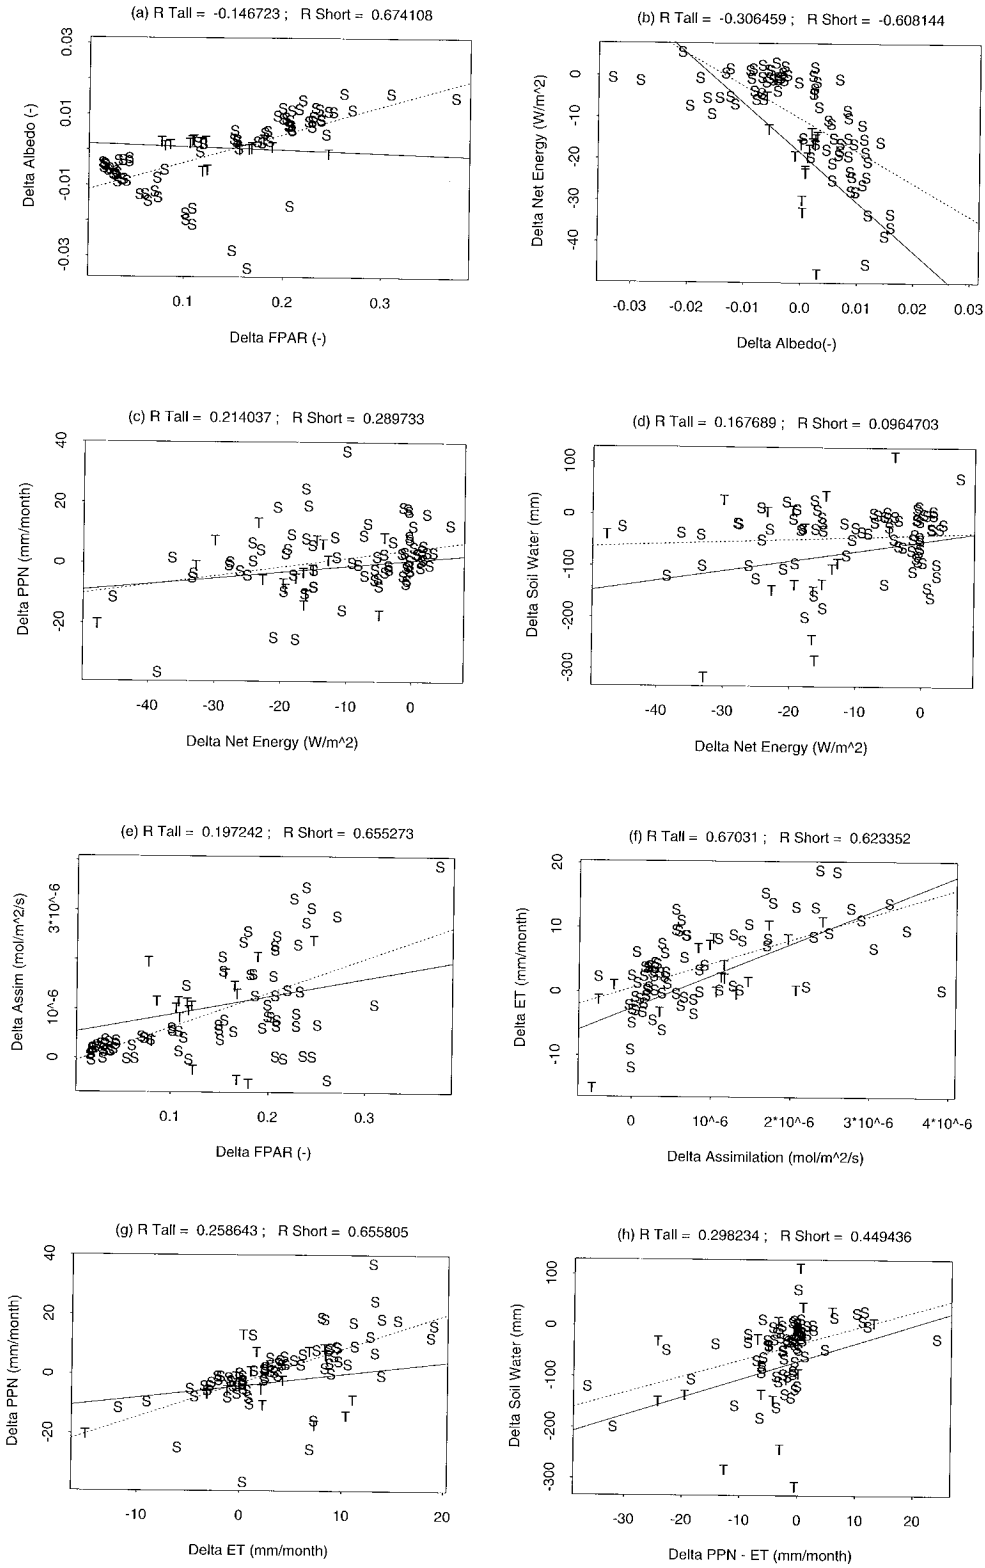 (a) R Tall = -0.146723 ; R Short = 0.674108
Delta Albedo (-)
0.03
0.01
-0.01
-0.03
0.1 0.2 0.3
Delta FPAR (-)
(b) R Tall = -0.306459 ; R Short = -0.608144
Delta Net Energy (W/m^2)
0
-10
-20
-30
-40
-0.03 -0.02 -0.01 0.0 0.01 0.02 0.03
Delta Albedo(-)
(c) R Tall = 0.214037 ; R Short = 0.289733
Delta PPN (mm/month)
40
20
0
-20
-40 -30 -20 -10 0
Delta Net Energy (W/m^2)
(d) R Tall = 0.167689 ; R Short = 0.0964703
Delta Soil Water (mm)
100
0
-100
-200
-300
-40 -30 -20 -10 0
Delta Net Energy (W/m^2)
(e) R Tall = 0.197242 ; R Short = 0.655273
Delta Assim (mol/m^2/s)
3*10^-6
10^-6
0
0.1 0.2 0.3
Delta FPAR (-)
(f) R Tall = 0.67031 ; R Short = 0.623352
Delta ET (mm/month)
20
10
0
-10
0 10^-6 2*10^-6 3*10^-6 4*10^-6
Delta Assimilation (mol/m^2/s)
(g) R Tall = 0.258643 ; R Short = 0.655805
Delta PPN (mm/month)
40
20
0
-20
-10 0 10 20
Delta ET (mm/month)
(h) R Tall = 0.298234 ; R Short = 0.449436
Delta Soil Water (mm)
100
0
-100
-200
-300
-30 -20 -10 0 10 20
Delta PPN - ET (mm/month)